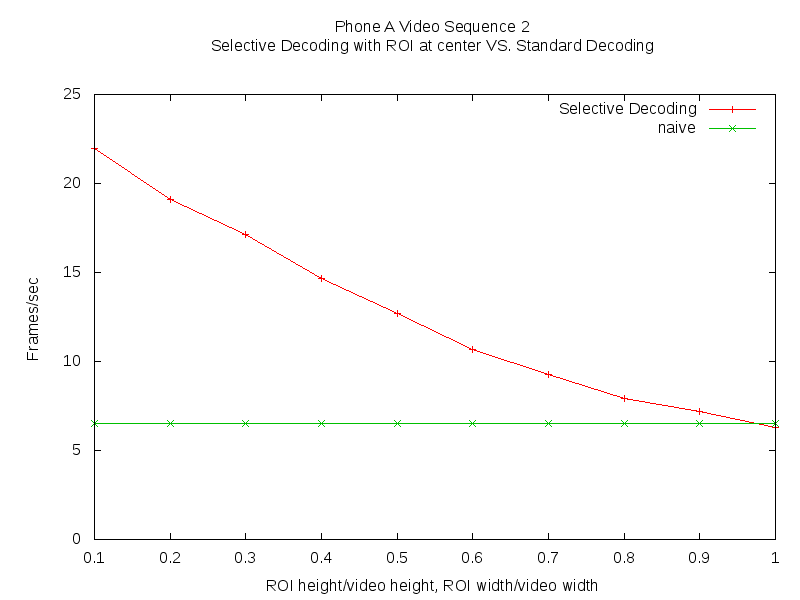 Phone A Video Sequence 2
Selective Decoding with ROI at center VS. Standard Decoding
25
20
15
10
5
0
Frames/sec
Selective Decoding
naive
0.1 0.2 0.3 0.4 0.5 0.6 0.7 0.8 0.9 1
ROI height/video height, ROI width/video width